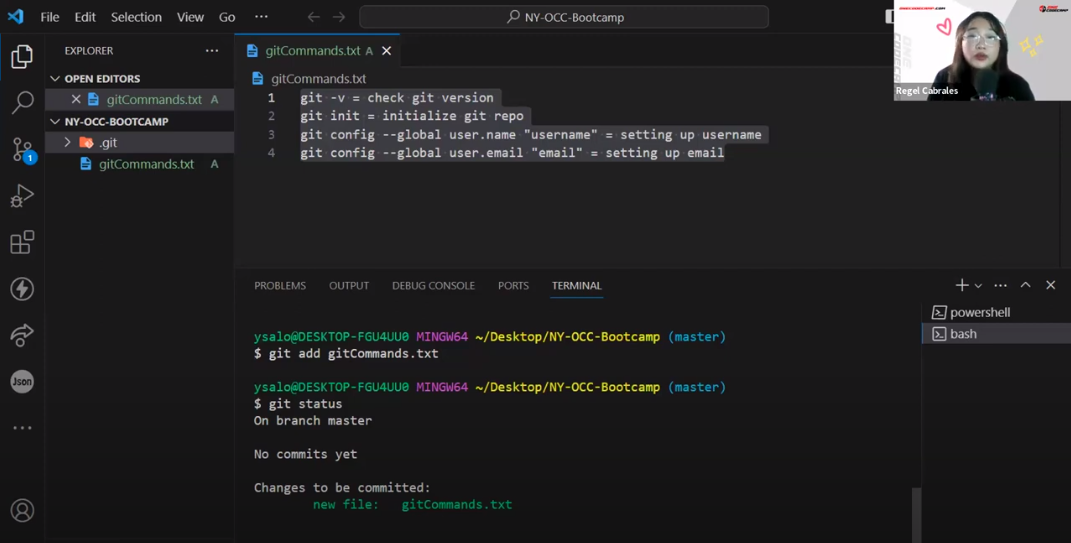 File Edit Selection View Go ··· NY-OCC-Bootcamp
EXPLORER ···
OPEN EDITORS
gitCommands.txt A
NY-OCC-BOOTCAMP
.git
gitCommands.txt A
1
Json
gitCommands.txt A
gitCommands.txt
1 git -v = check git version
2 git init = initialize git repo
3 git config --global user.name "username" = setting up username
4 git config --global user.email "email" = setting up email
PROBLEMS OUTPUT DEBUG CONSOLE PORTS TERMINAL
ysalo@DESKTOP-FGU4UU0 MINGW64 ~/Desktop/NY-OCC-Bootcamp (master)
$ git add gitCommands.txt
ysalo@DESKTOP-FGU4UU0 MINGW64 ~/Desktop/NY-OCC-Bootcamp (master)
$ git status
On branch master
No commits yet
Changes to be committed:
new file: gitCommands.txt
powershell
bash
Regel Cabrales